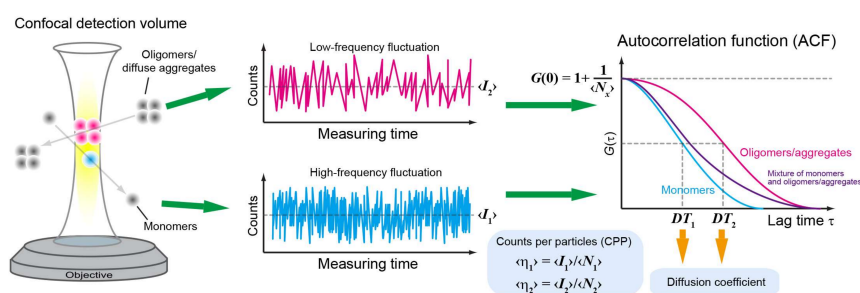 Confocal detection volume
Oligomers/
diffuse aggregates
Monomers
Objective
Low-frequency fluctuation
Counts
‹I₂›
Measuring time
High-frequency fluctuation
Counts
‹I₁›
Measuring time
Counts per particles (CPP)
‹η₁› = ‹I₁›/‹N₁›
‹η₂› = ‹I₂›/‹N₂›
Autocorrelation function (ACF)
G(0) = 1 + 1/‹Nₓ›
G(τ)
Oligomers/aggregates
Mixture of monomers
and oligomers/aggregates
Monomers
DT₁ DT₂
Lag time τ
Diffusion coefficient